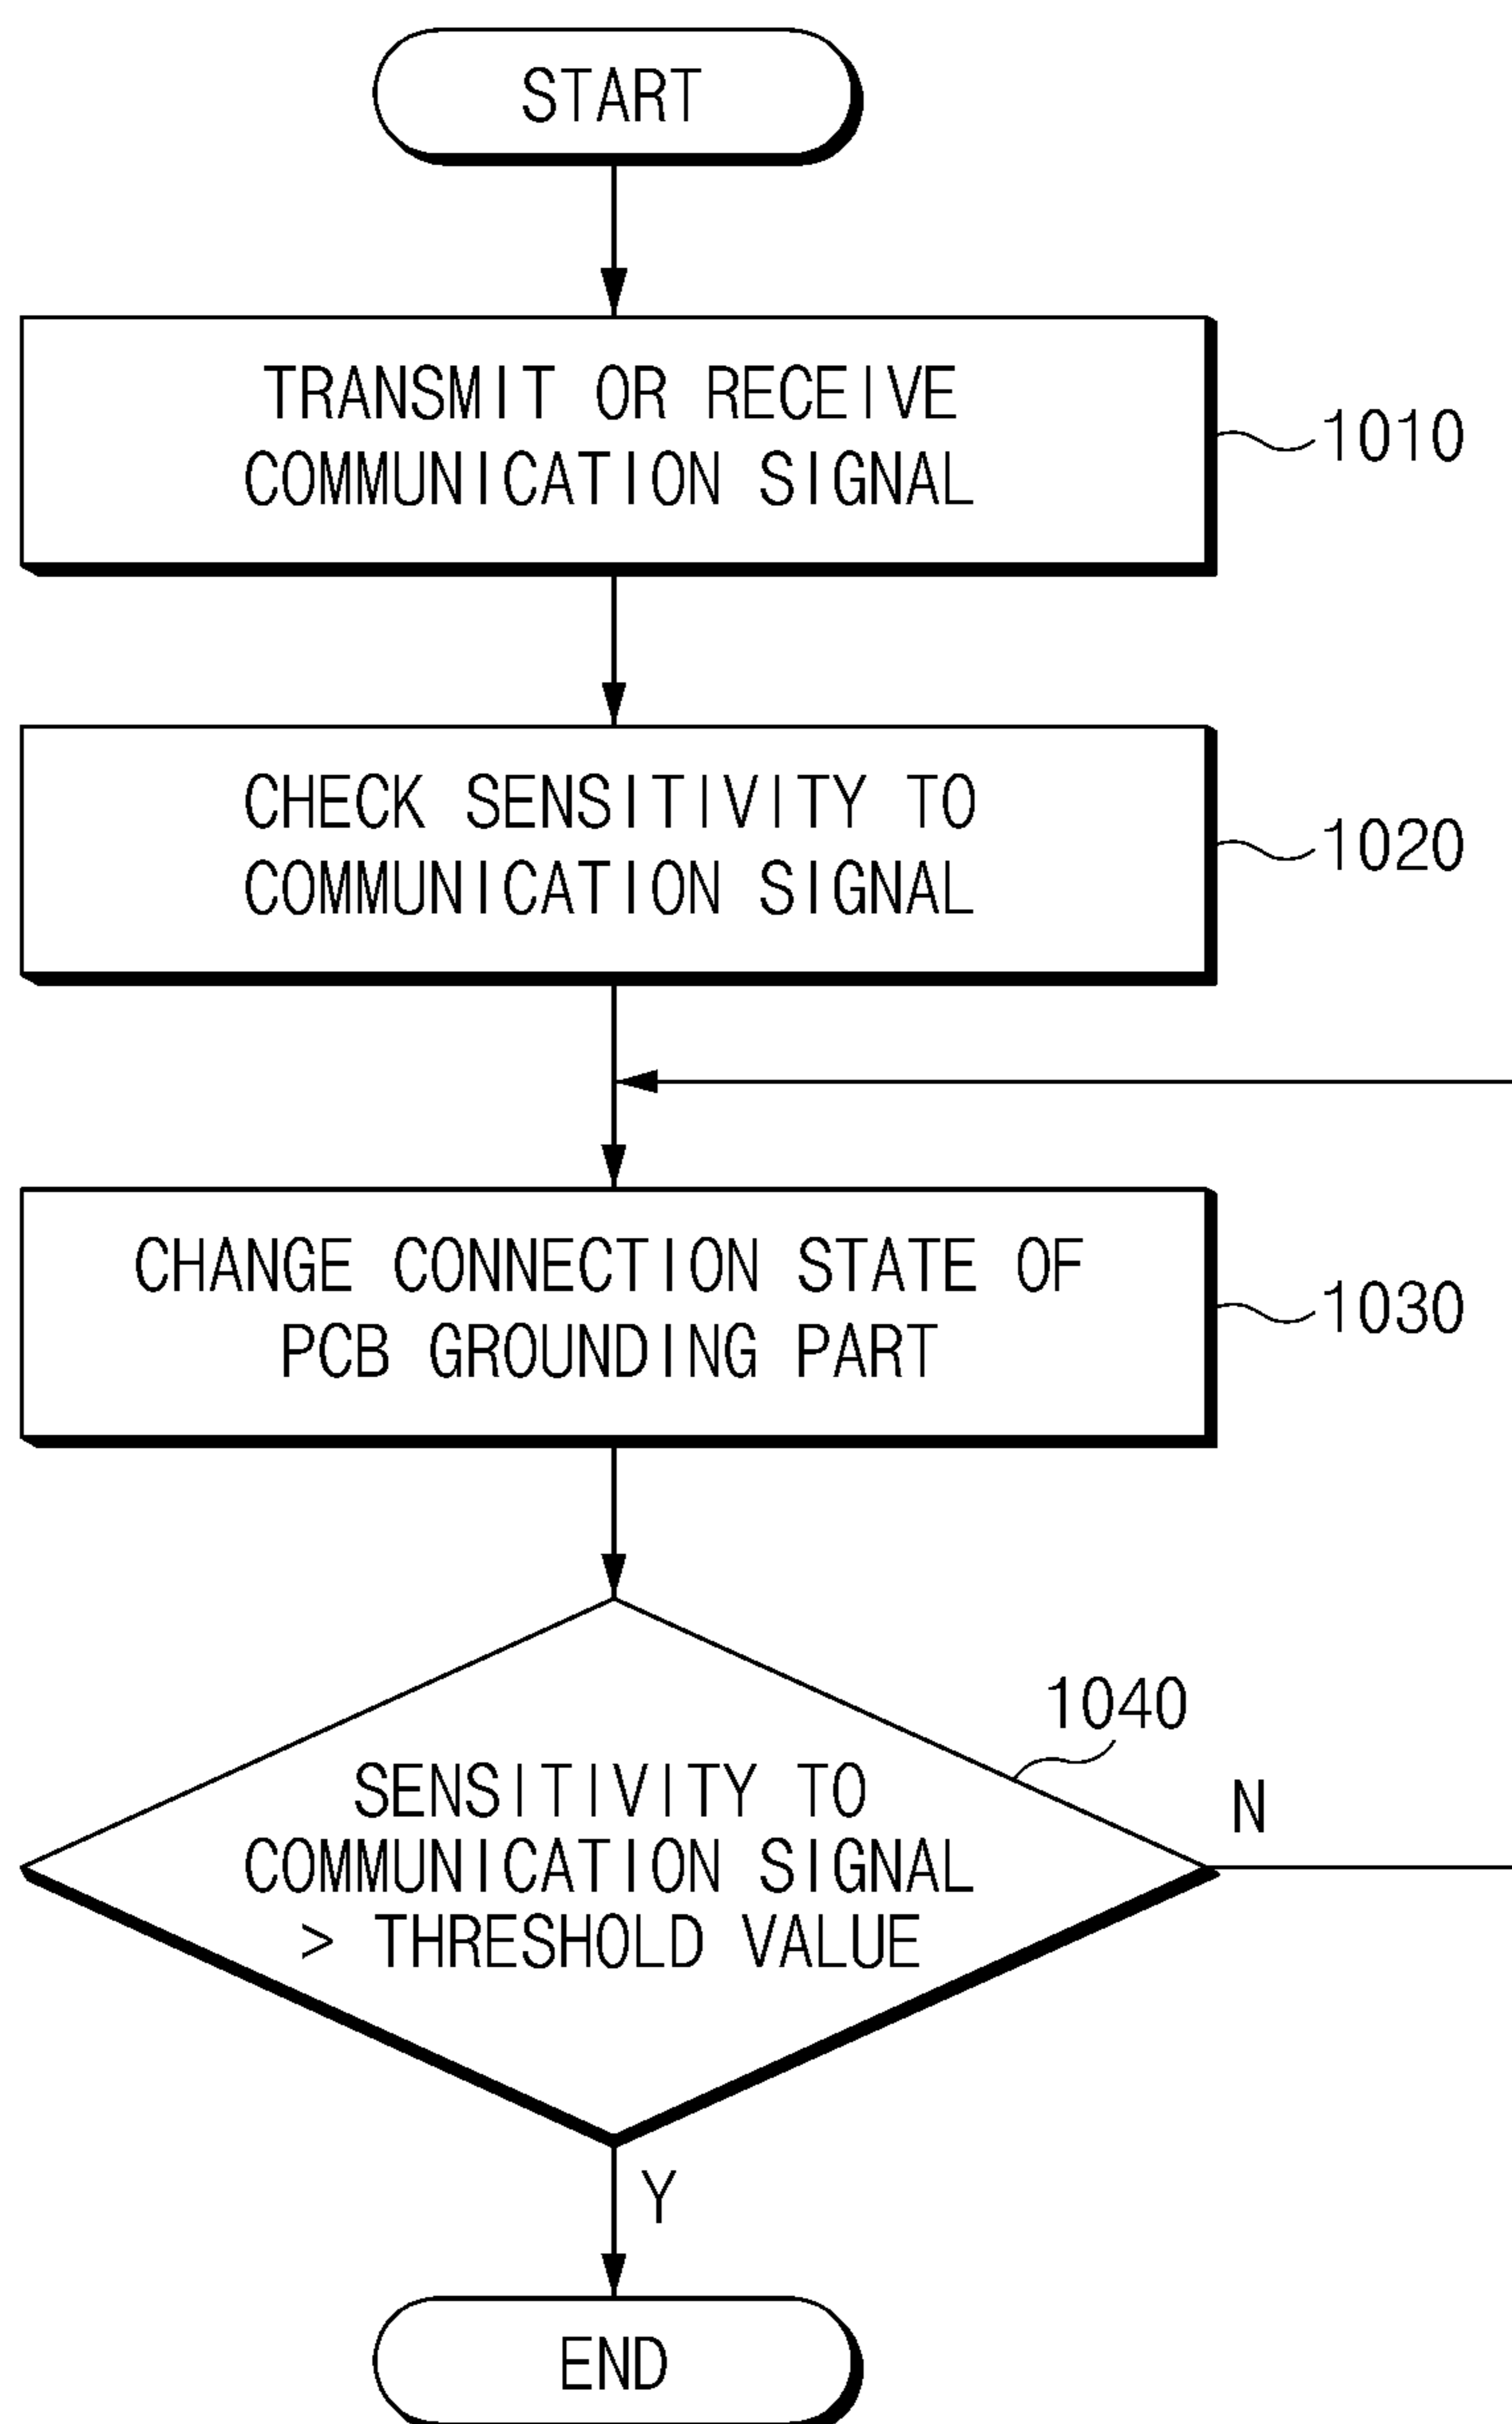 START
TRANSMIT OR RECEIVE
COMMUNICATION SIGNAL
1010
CHECK SENSITIVITY TO
COMMUNICATION SIGNAL
1020
CHANGE CONNECTION STATE OF
PCB GROUNDING PART
1030
1040
SENSITIVITY TO
COMMUNICATION SIGNAL
> THRESHOLD VALUE
N
Y
END